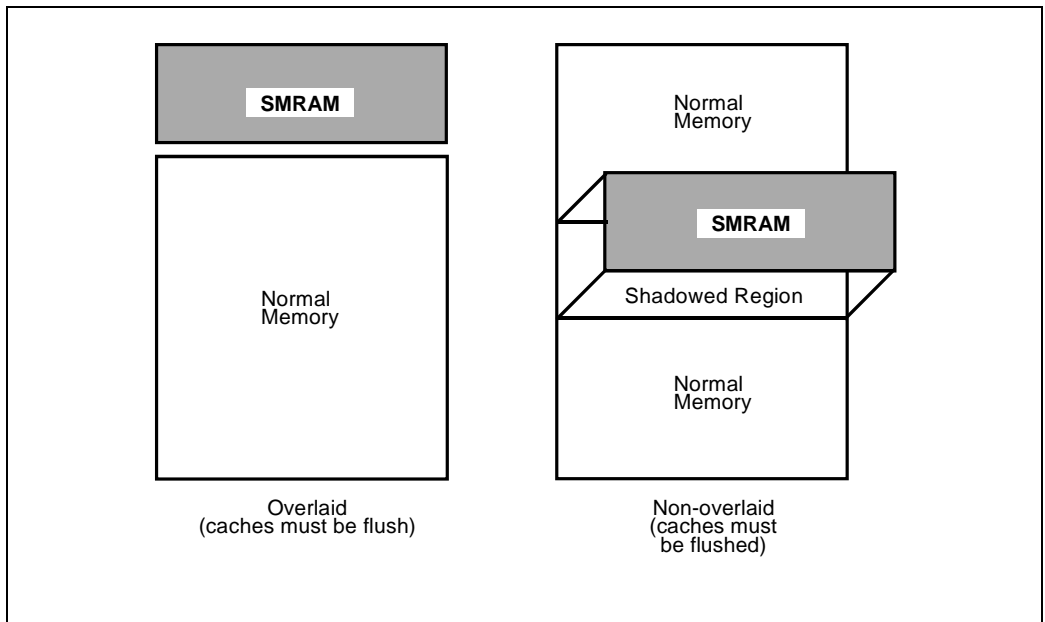 SMRAM
Normal
Memory
Overlaid
(caches must be flush)
Normal
Memory
SMRAM
Shadowed Region
Normal
Memory
Non-overlaid
(caches must
be flushed)